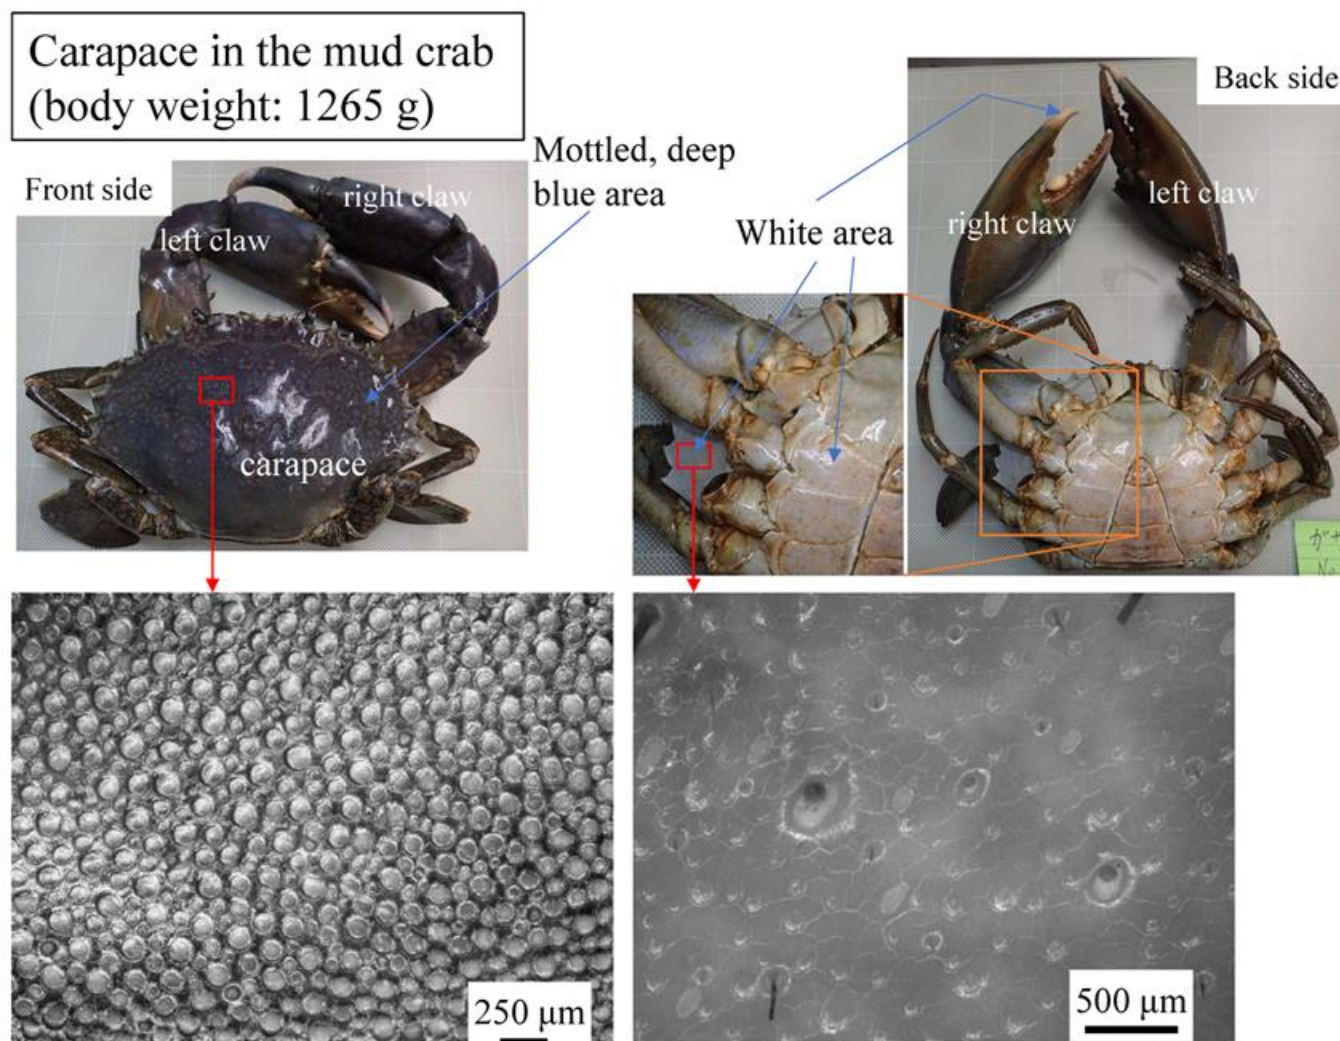 Carapace in the mud crab
(body weight: 1265 g)
Front side
right claw
left claw
carapace
Mottled, deep
blue area
White area
Back side
left claw
right claw
250 μm
500 μm